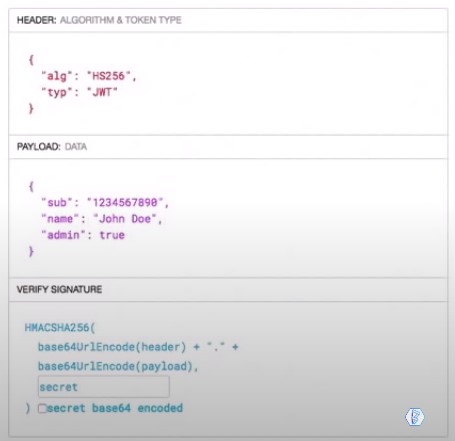 HEADER: ALGORITHM & TOKEN TYPE
{
"alg": "HS256",
"typ": "JWT"
}
PAYLOAD: DATA
{
"sub": "1234567890",
"name": "John Doe",
"admin": true
}
VERIFY SIGNATURE
HMACSHA256(
base64UrlEncode(header) + "." +
base64UrlEncode(payload),
secret
) secret base64 encoded